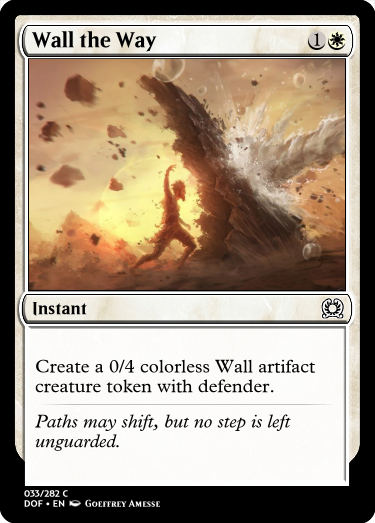 Wall the Way 1
Instant
Create a 0/4 colorless Wall artifact
creature token with defender.
Paths may shift, but no step is left
unguarded.
033/282 C
DOF • EN Geoffrey Amesse